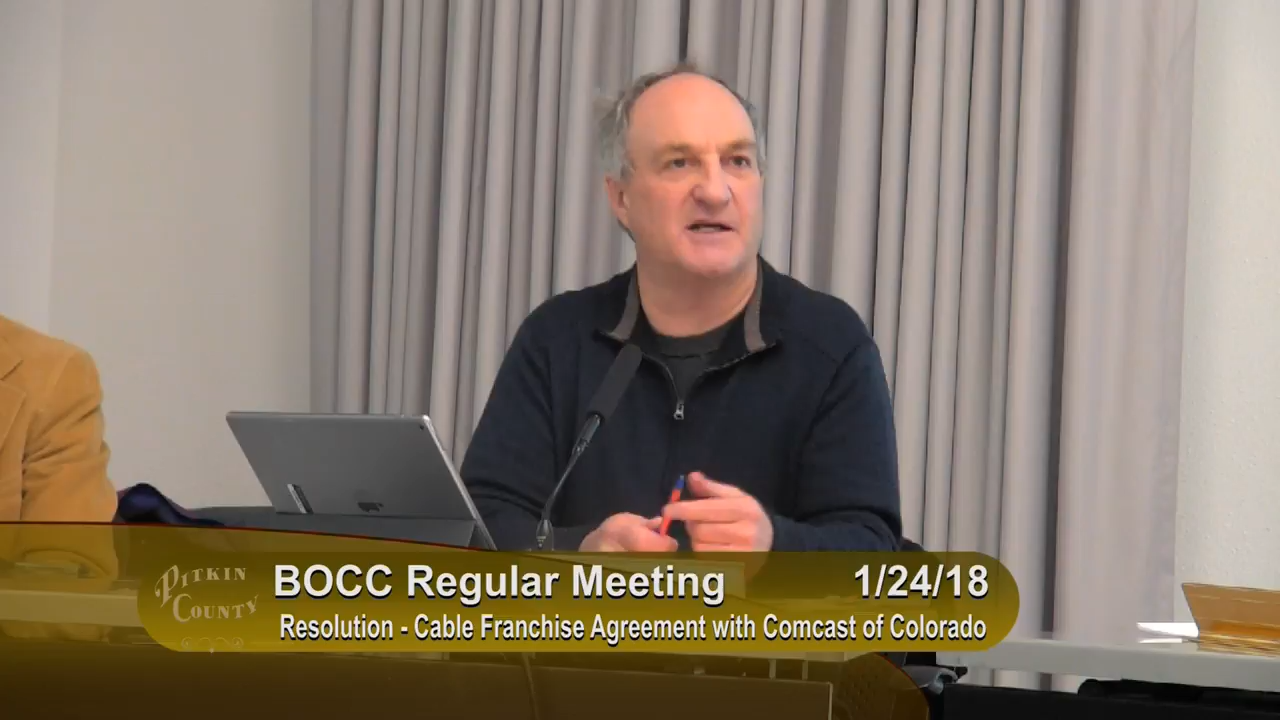 PITKIN
COUNTY
BOCC Regular Meeting 1/24/18
Resolution - Cable Franchise Agreement with Comcast of Colorado